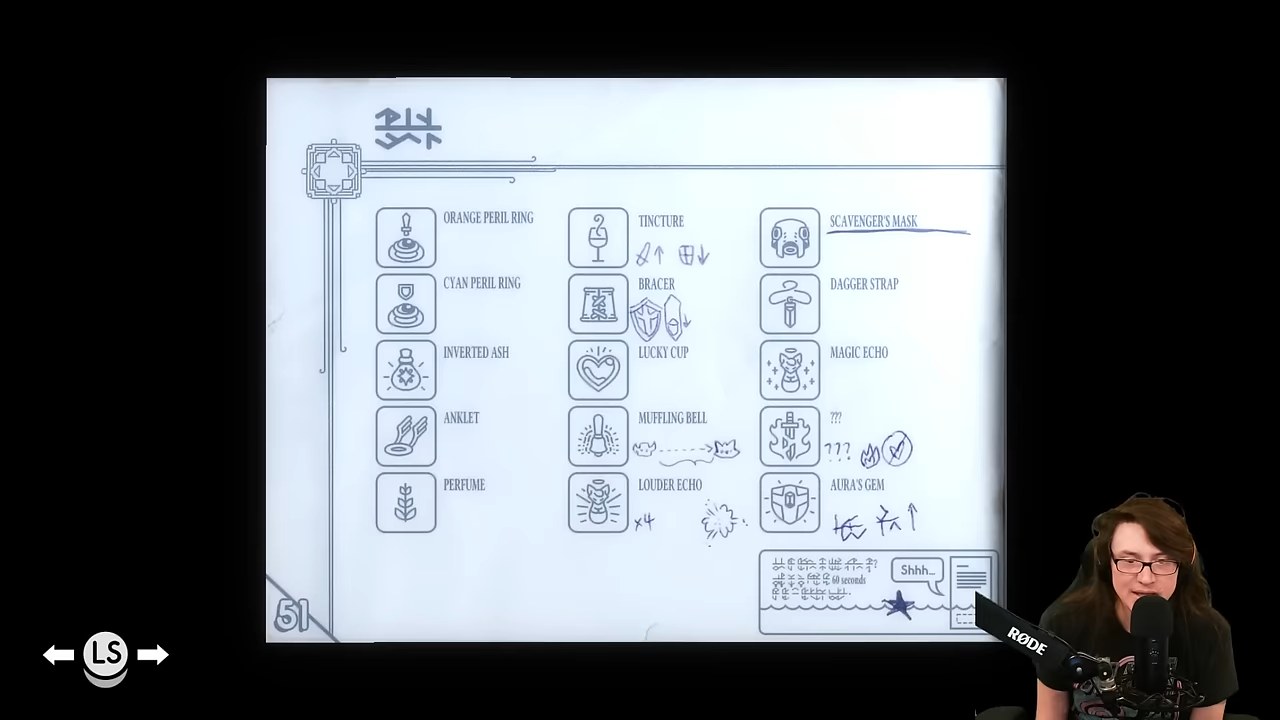 ORANGE PERIL RING
CYAN PERIL RING
INVERTED ASH
ANKLET
PERFUME
TINCTURE
BRACER
LUCKY CUP
MUFFLING BELL
LOUDER ECHO
x4
SCAVENGER'S MASK
DAGGER STRAP
MAGIC ECHO
???
???
AURA'S GEM
?
60 seconds
Shhh...
51
LS
RØDE